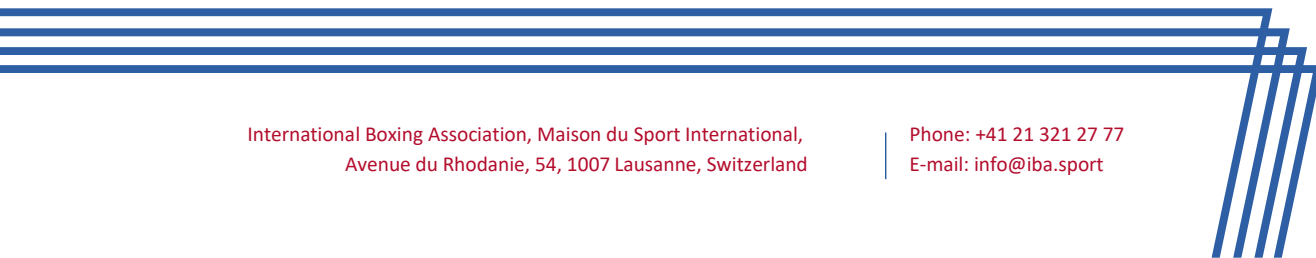 International Boxing Association, Maison du Sport International,
Avenue du Rhodanie, 54, 1007 Lausanne, Switzerland
Phone: +41 21 321 27 77
E-mail: info@iba.sport